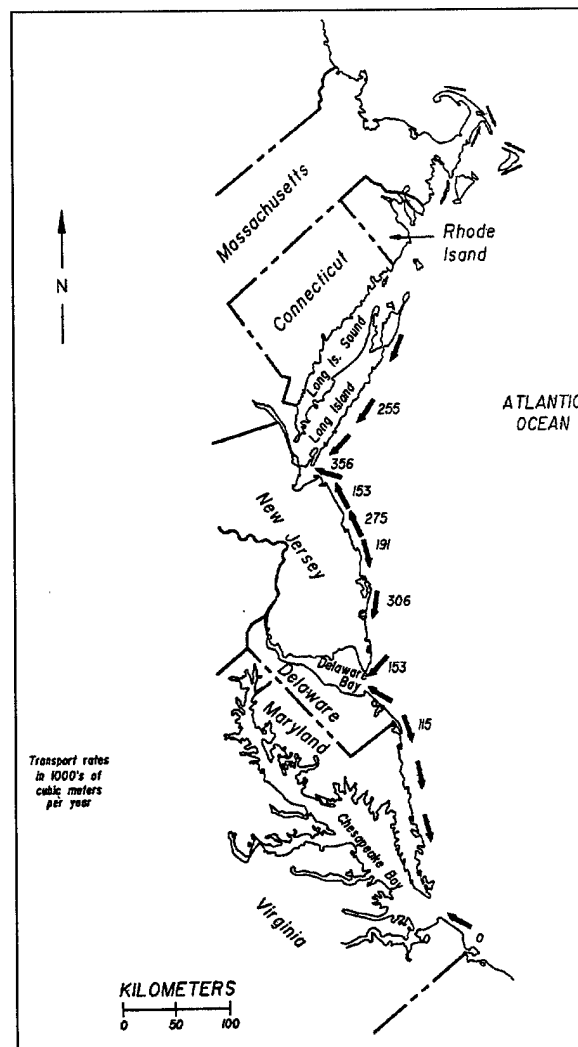 Massachusetts
Rhode
Isand
N
Connecticut
Long Is. Sound
Long Island
255
ATLANTIC
OCEAN
356
153
275
191
New Jersey
306
153
Delaware
Bay
Delaware
115
Maryland
Transport rates
in 1000's of
cubic meters
per year
Chesapeake Bay
Virginia
0
KILOMETERS
0 50 100